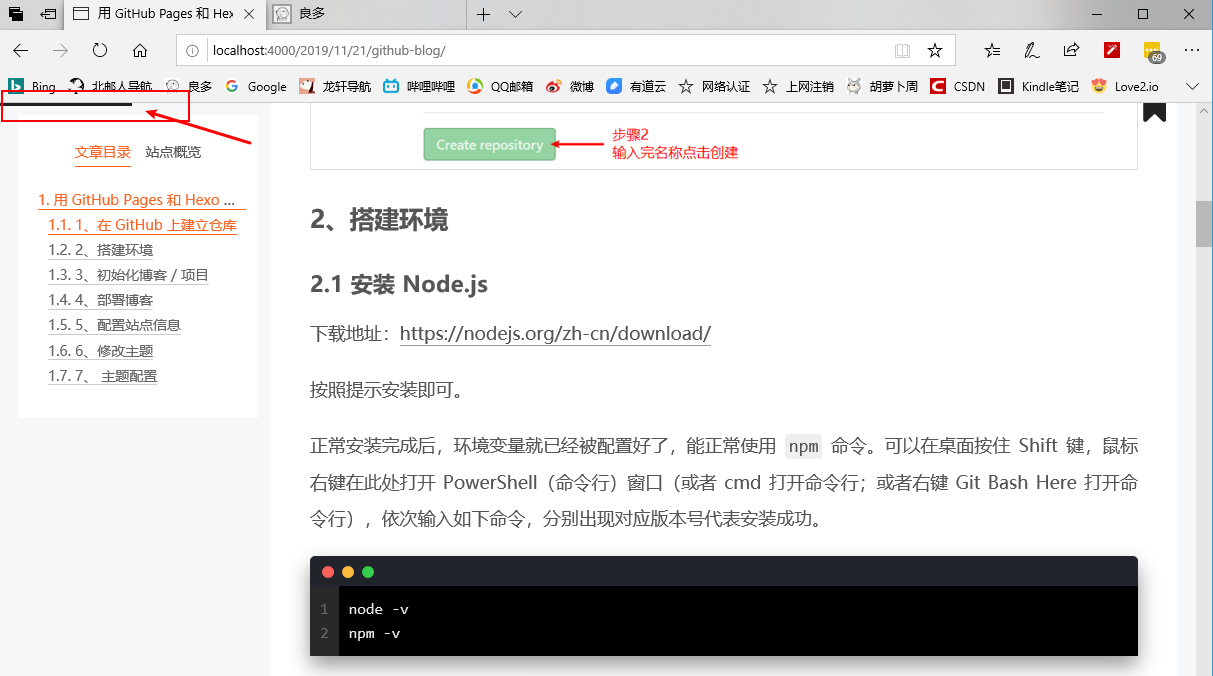 用 GitHub Pages 和 Hex
良多
localhost:4000/2019/11/21/github-blog/
69
Bing 北邮人导航 良多 Google 龙轩导航 哔哩哔哩 QQ邮箱 微博 有道云 网络认证 上网注销 胡萝卜周 CSDN Kindle笔记 Love2.io
文章目录 站点概览
1. 用 GitHub Pages 和 Hexo ...
1.1. 1、在 GitHub 上建立仓库
1.2. 2、搭建环境
1.3. 3、初始化博客 / 项目
1.4. 4、部署博客
1.5. 5、配置站点信息
1.6. 6、修改主题
1.7. 7、 主题配置
Create repository
步骤2
输入完名称点击创建
2、搭建环境
2.1 安装 Node.js
下载地址：https://nodejs.org/zh-cn/download/
按照提示安装即可。
正常安装完成后，环境变量就已经被配置好了，能正常使用 npm 命令。可以在桌面按住 Shift 键，鼠标
右键在此处打开 PowerShell（命令行）窗口（或者 cmd 打开命令行；或者右键 Git Bash Here 打开命
令行），依次输入如下命令，分别出现对应版本号代表安装成功。
1 node -v
2 npm -v